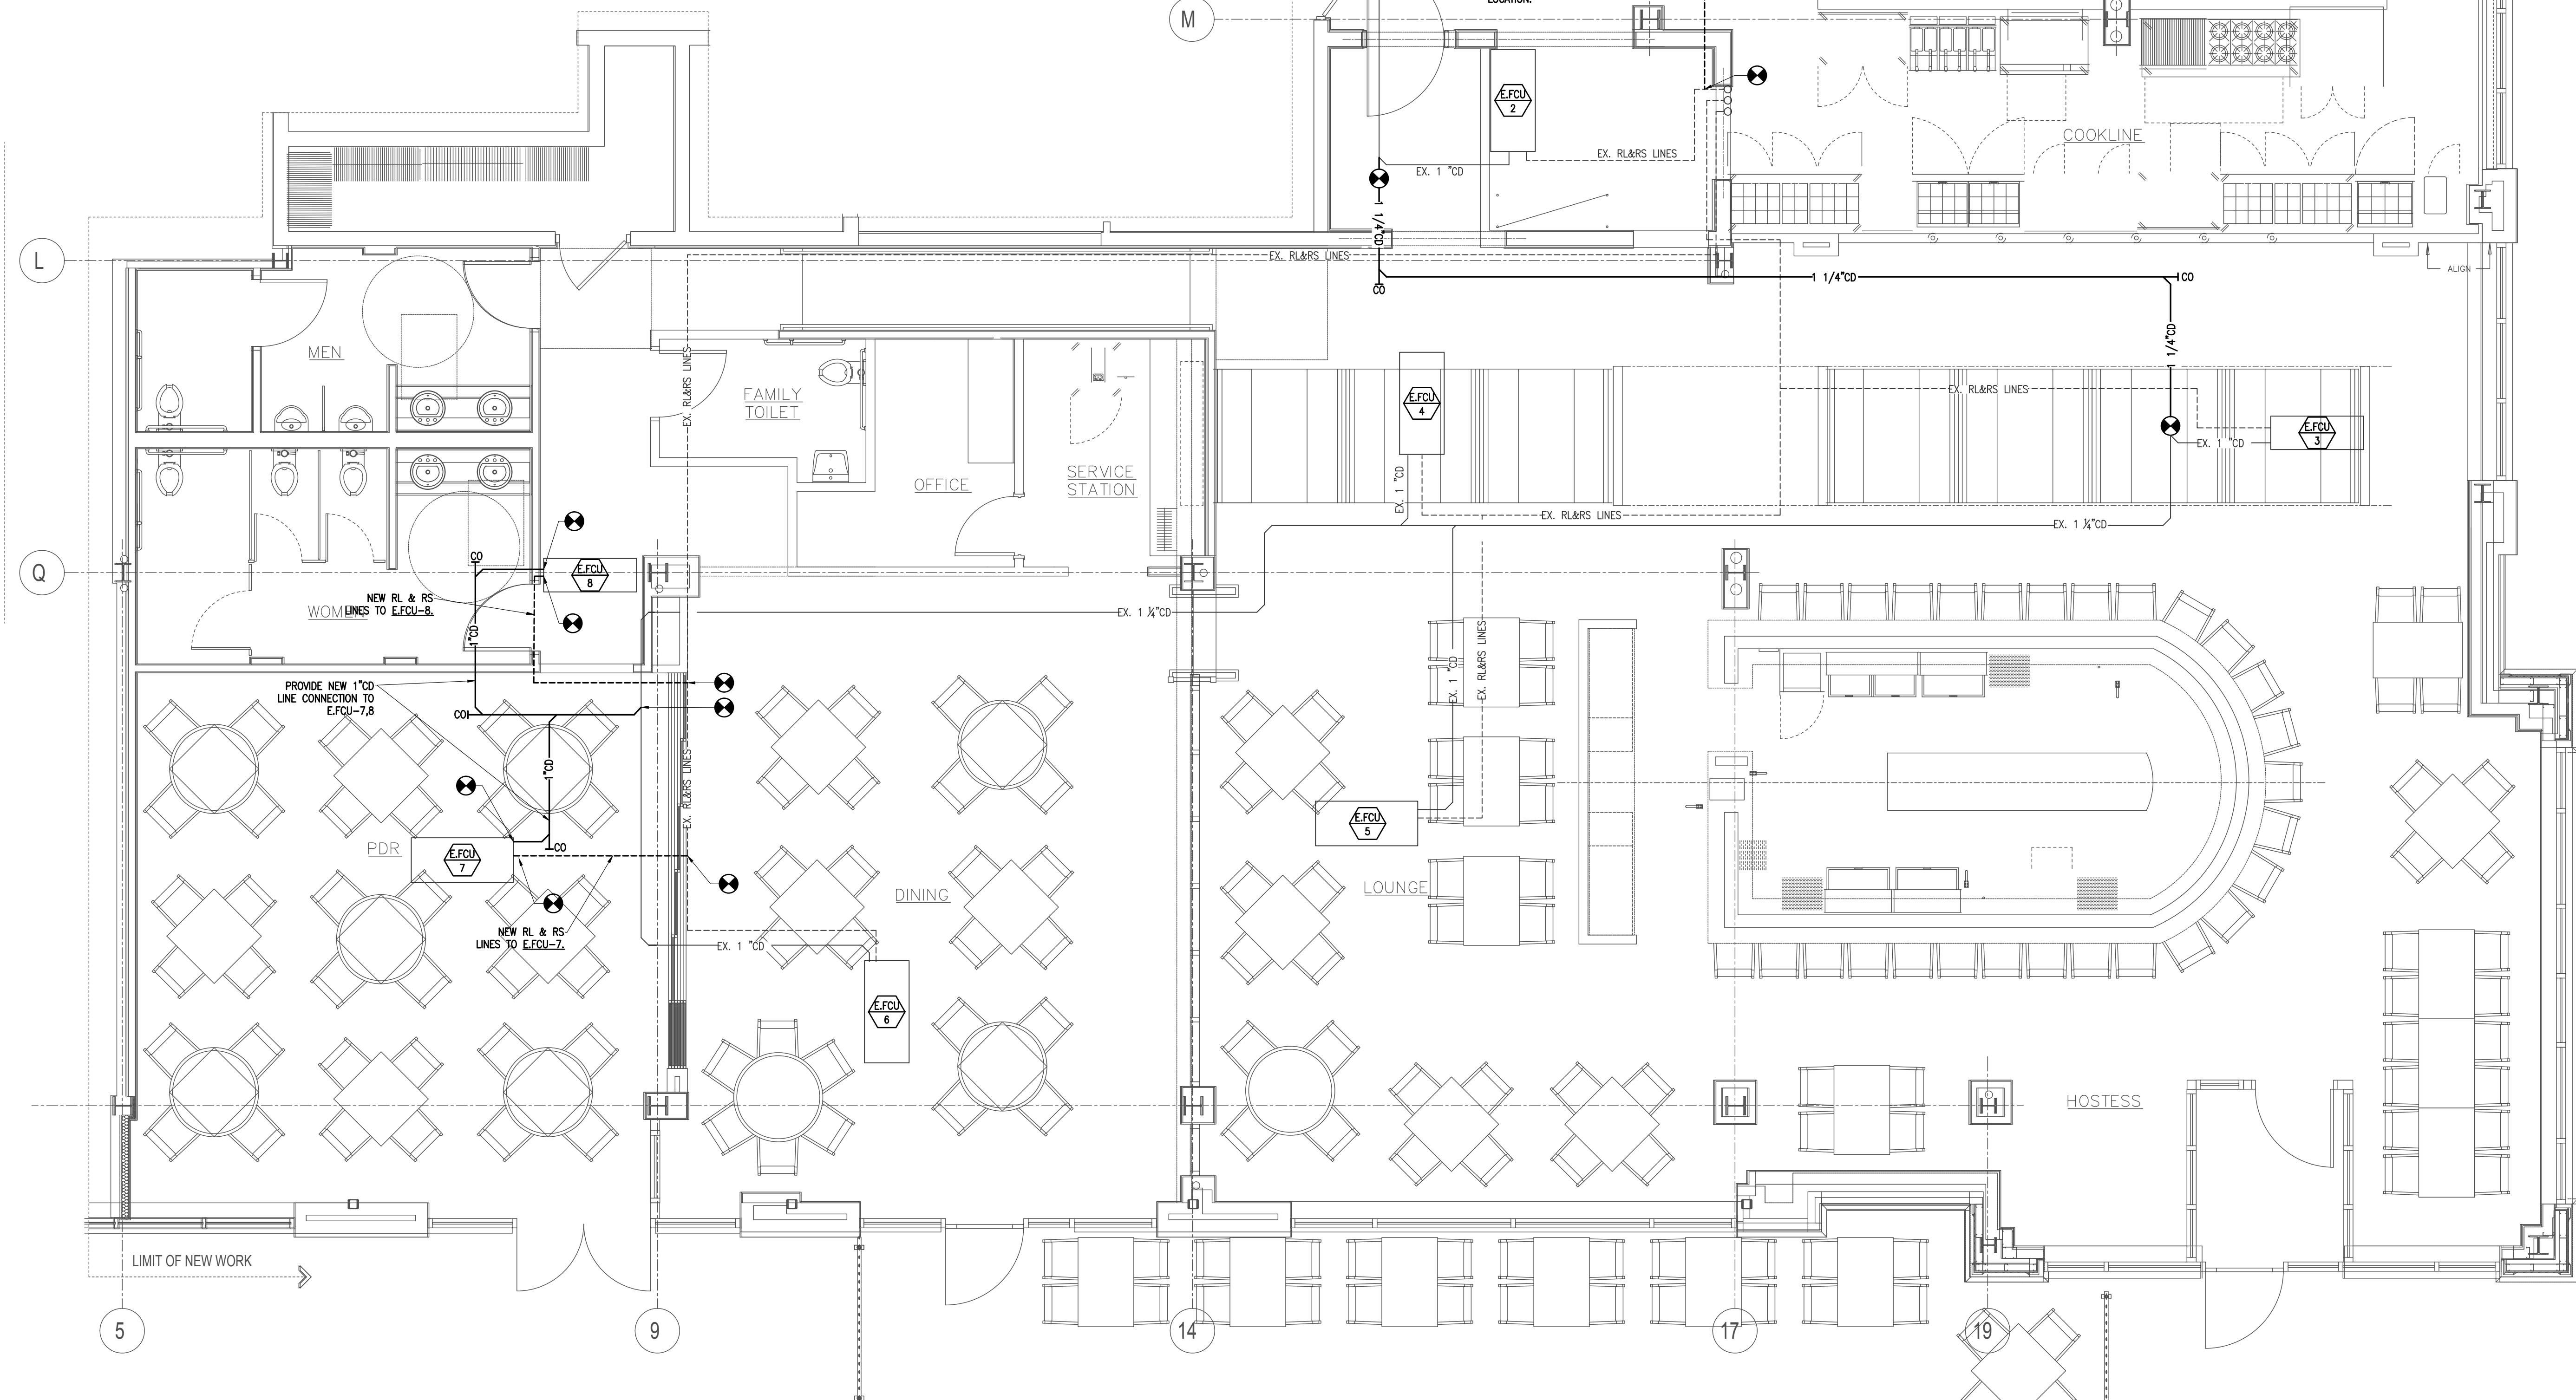 LOCATION.
M
E.FCU
2
COOKLINE
EX. RL&RS LINES
EX. 1 "CD
1 1/4"CD
L
EX. RL&RS LINES
ALIGN
1 1/4"CD
CO
CO
1 1/4"CD
MEN
EX. RL&RS LINES
FAMILY
TOILET
E.FCU
4
EX. RL&RS LINES
E.FCU
3
EX. 1 "CD
SERVICE
STATION
OFFICE
EX. 1 "CD
EX. RL&RS LINES
EX. 1 ¼"CD
CO
Q
E.FCU
8
NEW RL & RS
LINES TO E.FCU-8.
WOMEN
EX. 1 ¼"CD
1"CD
EX. 1 "CD
EX. RL&RS LINES
PROVIDE NEW 1"CD
LINE CONNECTION TO
E.FCU-7,8
CO
1"CD
EX. RL&RS LINES
E.FCU
5
PDR
E.FCU
7
CO
DINING
LOUNGE
NEW RL & RS
LINES TO E.FCU-7.
EX. 1 "CD
E.FCU
6
HOSTESS
LIMIT OF NEW WORK
5
9
14
17
19